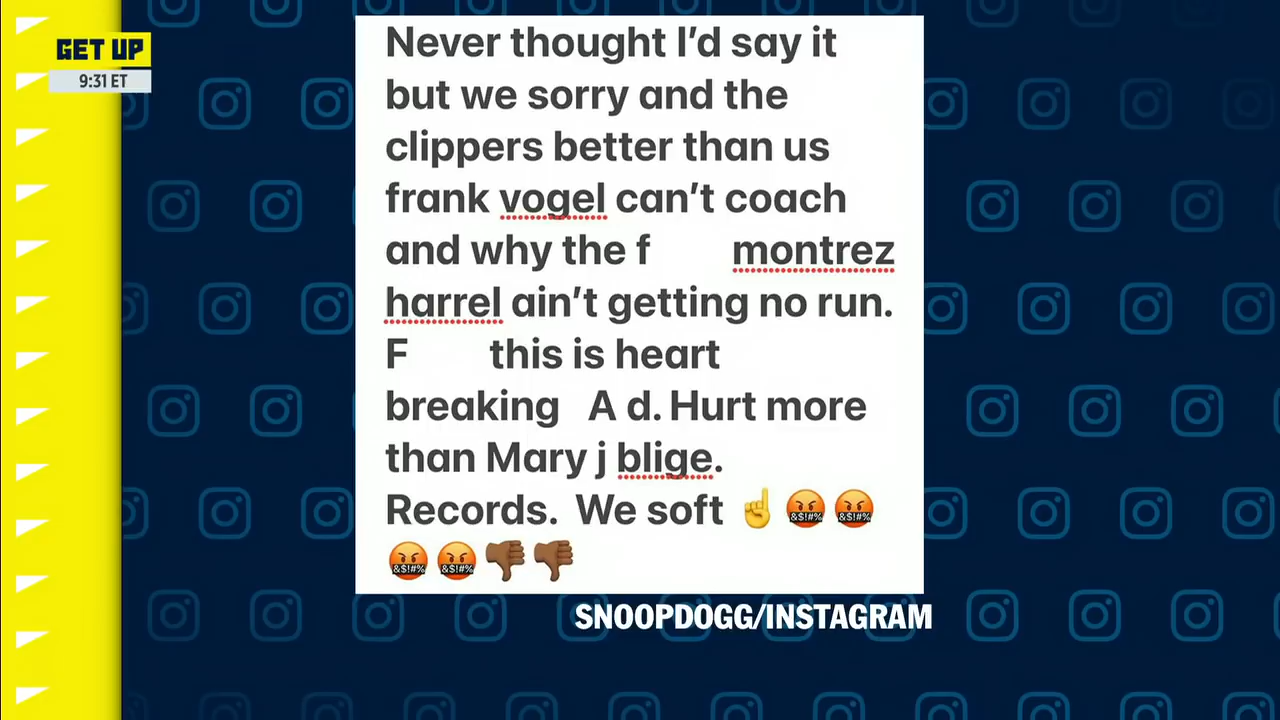 GET UP
9:31 ET
Never thought I'd say it
but we sorry and the
clippers better than us
frank vogel can't coach
and why the f montrez
harrel ain't getting no run.
F this is heart
breaking A d. Hurt more
than Mary j blige.
Records. We soft ☝️🤬🤬
🤬🤬👎🏾👎🏾
SNOOPDOGG/INSTAGRAM